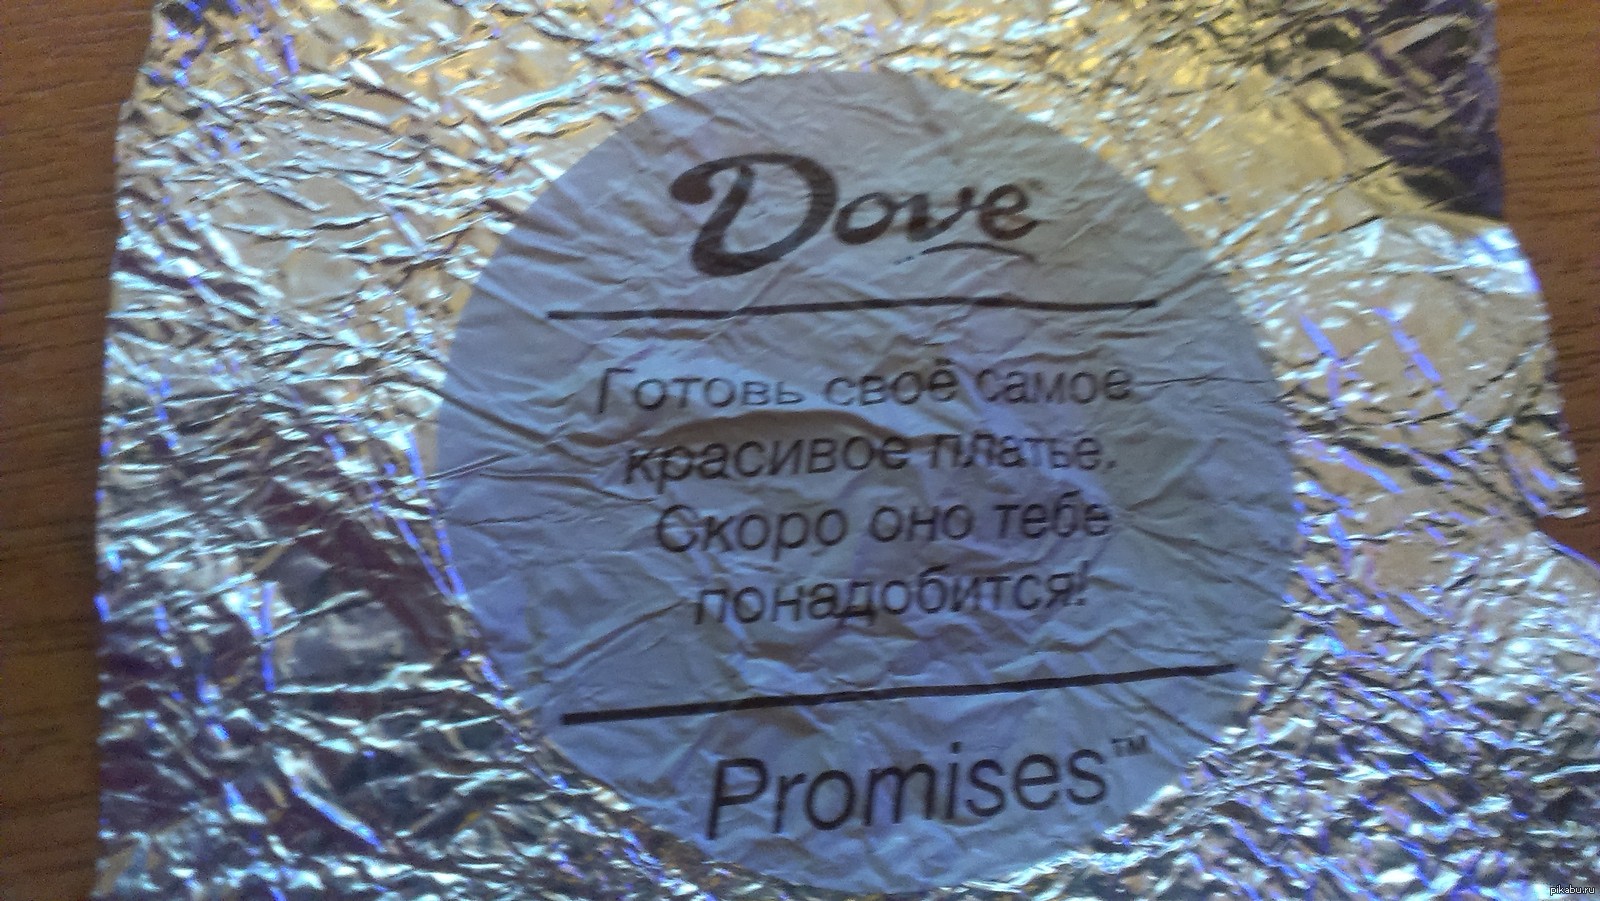 Dove
Готовь своё самое
красивое платье.
Скоро оно тебе
понадобится!
Promises™
pikabu.ru